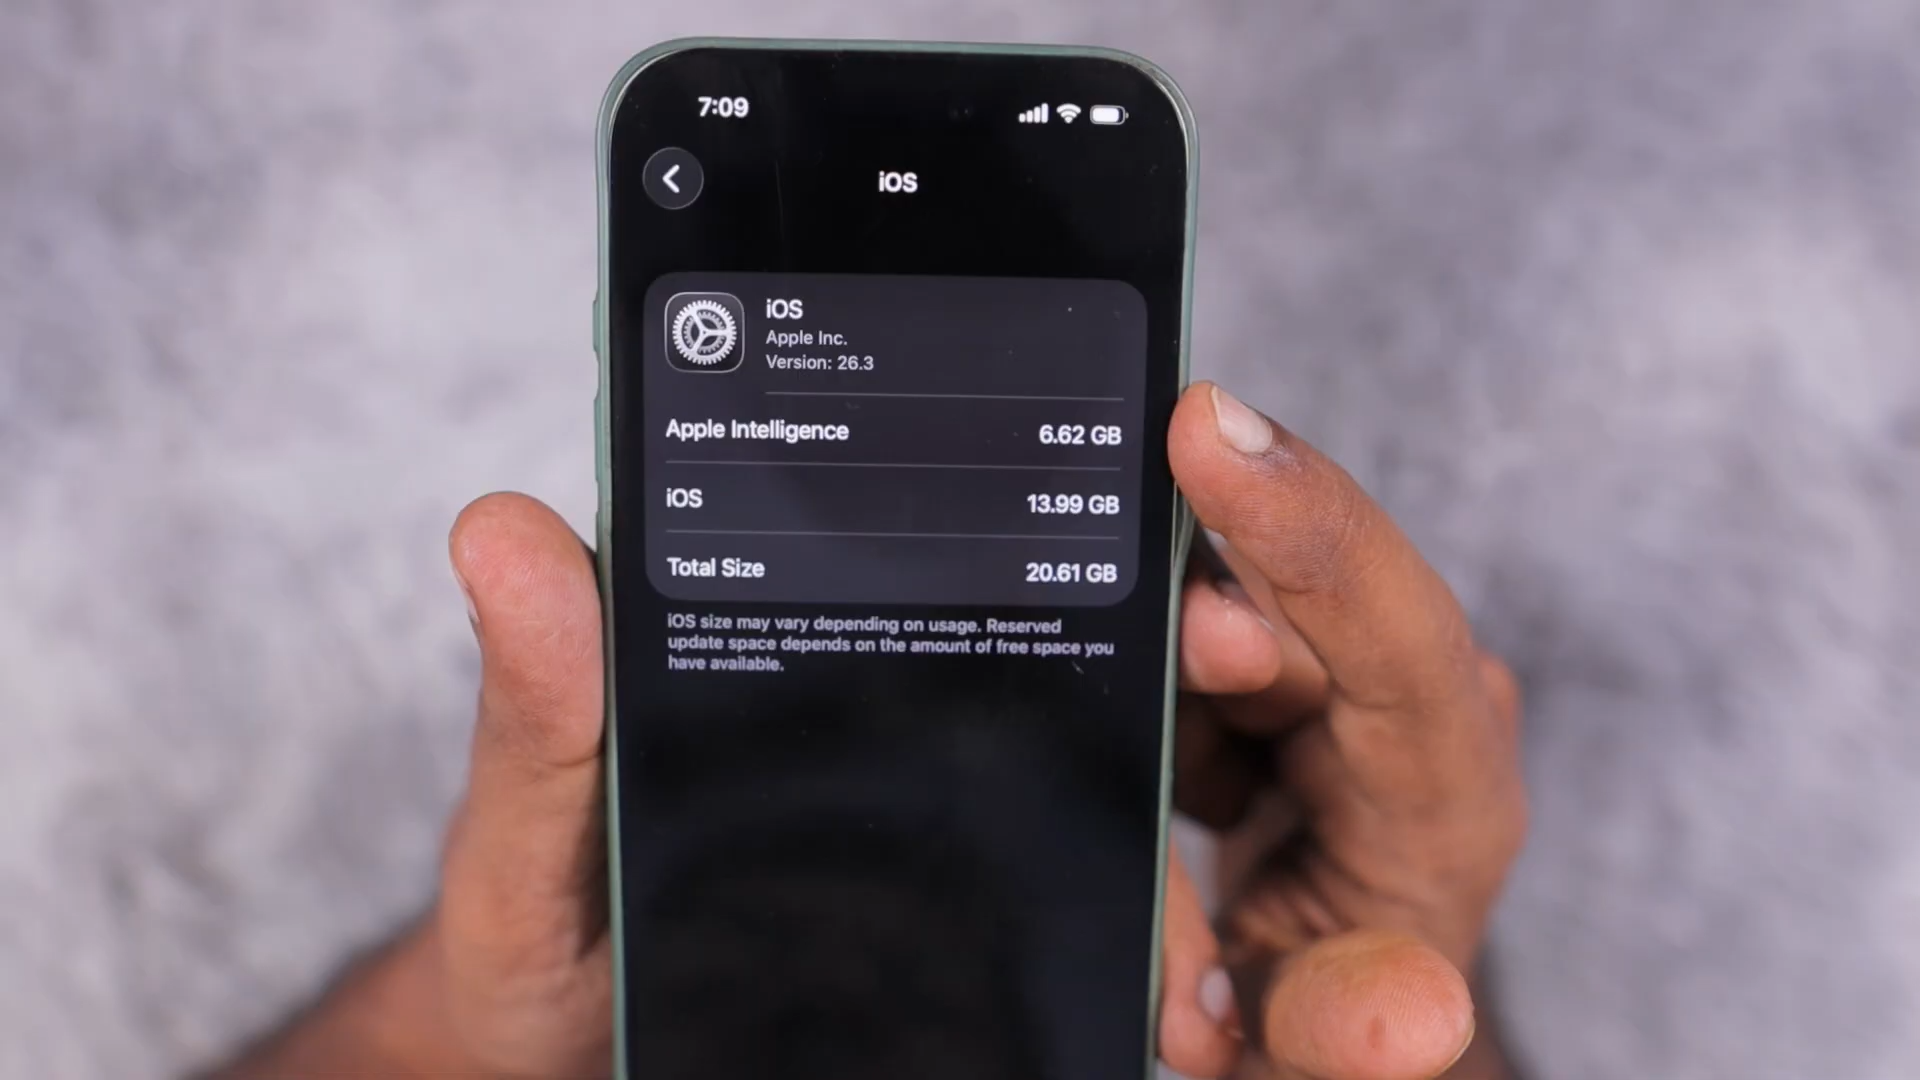 7:09
iOS
iOS
Apple Inc.
Version: 26.3
Apple Intelligence 6.62 GB
iOS 13.99 GB
Total Size 20.61 GB
iOS size may vary depending on usage. Reserved
update space depends on the amount of free space you
have available.